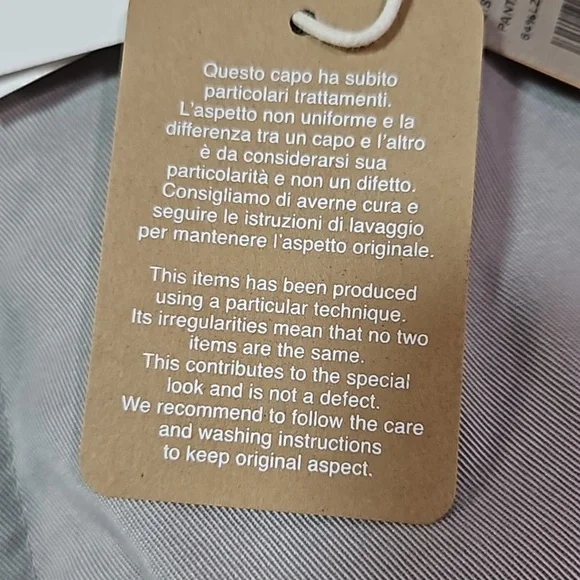 Questo capo ha subito
particolari trattamenti.
L'aspetto non uniforme e la
differenza tra un capo e l'altro
è da considerarsi sua
particolarità e non un difetto.
Consigliamo di averne cura e
seguire le istruzioni di lavaggio
per mantenere l'aspetto originale.
This items has been produced
using a particular technique.
Its irregularities mean that no two
items are the same.
This contributes to the special
look and is not a defect.
We recommend to follow the care
and washing instructions
to keep original aspect.